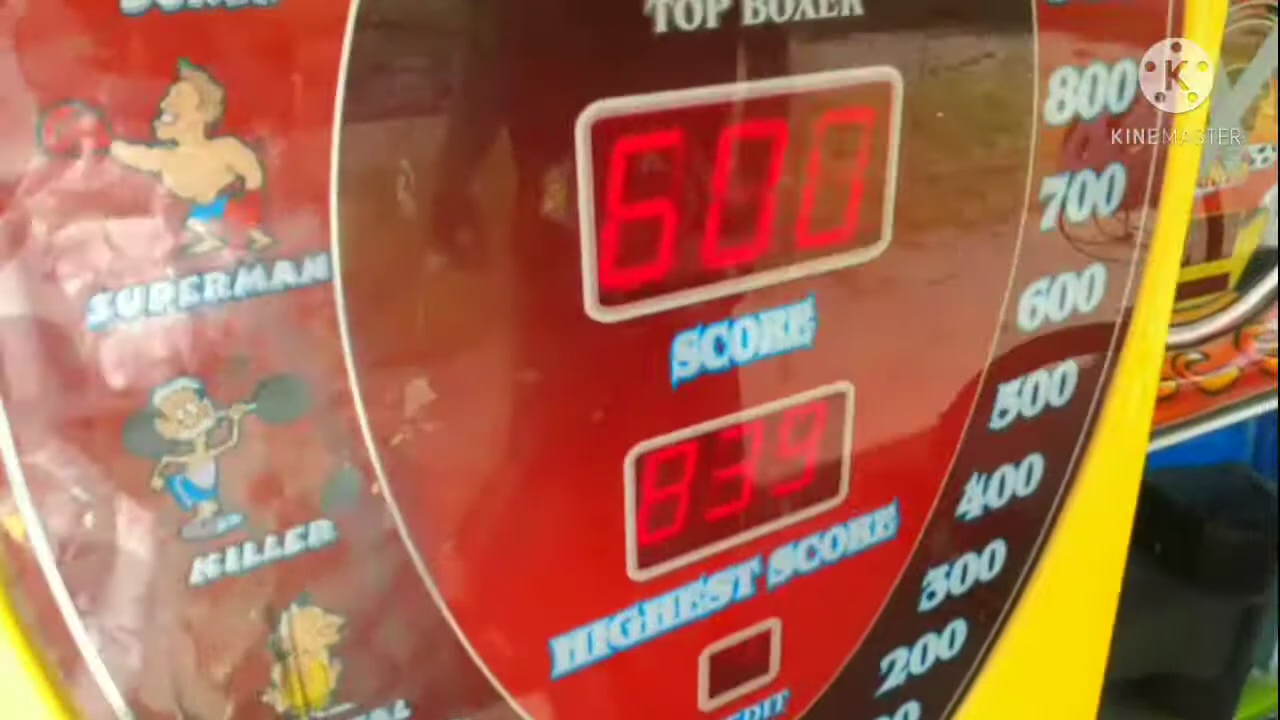 TOP BOXER
800
KINEMASTER
700
600
SUPERMAN
600
SCORE
500
839
400
HIGHEST SCORE
KILLER
300
200